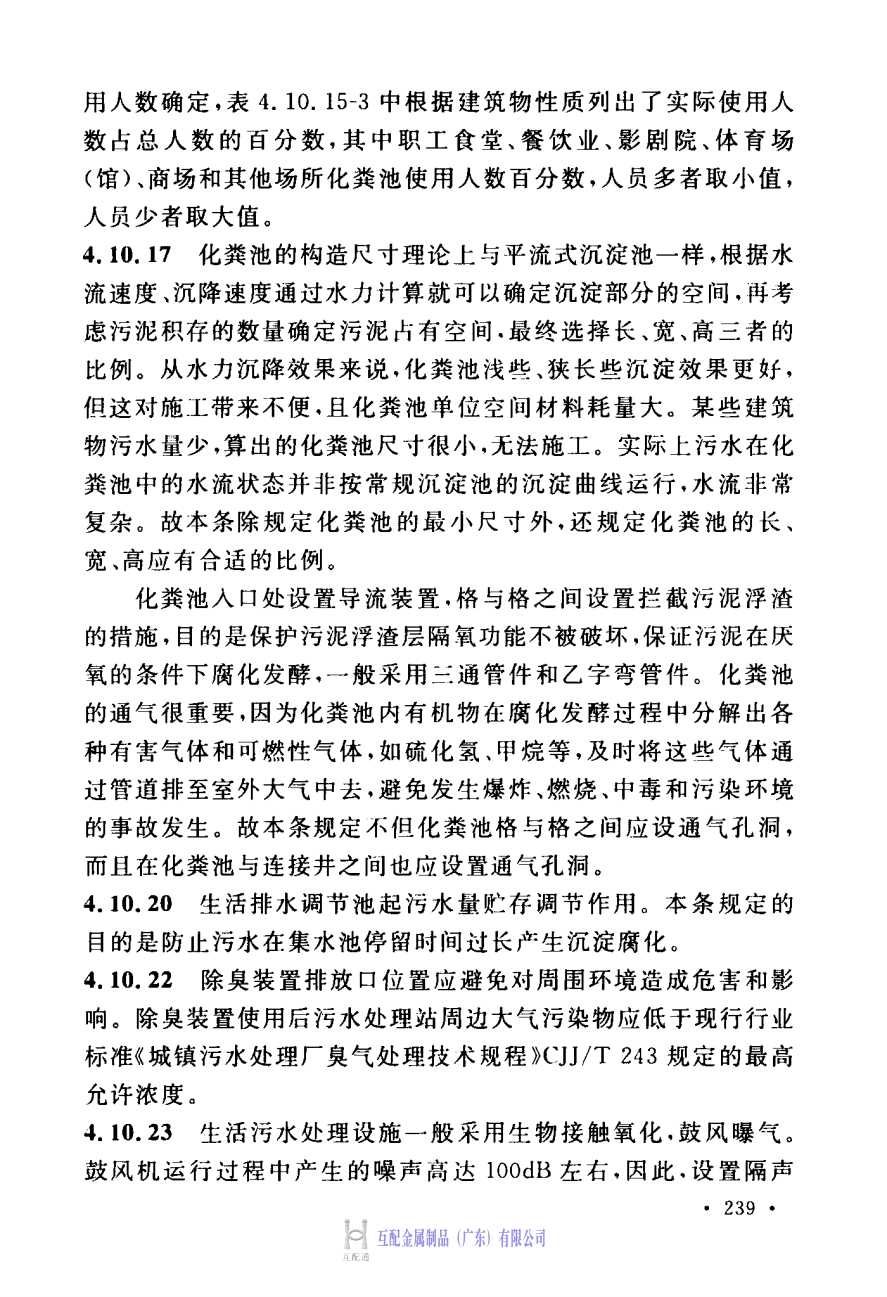 用人数确定,表 4.10.15-3 中根据建筑物性质列出了实际使用人
数占总人数的百分数,其中职工食堂、餐饮业、影剧院、体育场
(馆)、商场和其他场所化粪池使用人数百分数,人员多者取小值,
人员少者取大值。
4.10.17 化粪池的构造尺寸理论上与平流式沉淀池一样,根据水
流速度、沉降速度通过水力计算就可以确定沉淀部分的空间,再考
虑污泥积存的数量确定污泥占有空间,最终选择长、宽、高三者的
比例。从水力沉降效果来说,化粪池浅些、狭长些沉淀效果更好,
但这对施工带来不便,且化粪池单位空间材料耗量大。某些建筑
物污水量少,算出的化粪池尺寸很小,无法施工。实际上污水在化
粪池中的水流状态并非按常规沉淀池的沉淀曲线运行,水流非常
复杂。故本条除规定化粪池的最小尺寸外,还规定化粪池的长、
宽、高应有合适的比例。
化粪池入口处设置导流装置,格与格之间设置拦截污泥浮渣
的措施,目的是保护污泥浮渣层隔氧功能不被破坏,保证污泥在厌
氧的条件下腐化发酵,一般采用三通管件和乙字弯管件。化粪池
的通气很重要,因为化粪池内有机物在腐化发酵过程中分解出各
种有害气体和可燃性气体,如硫化氢、甲烷等,及时将这些气体通
过管道排至室外大气中去,避免发生爆炸、燃烧、中毒和污染环境
的事故发生。故本条规定不但化粪池格与格之间应设通气孔洞,
而且在化粪池与连接井之间也应设置通气孔洞。
4.10.20 生活排水调节池起污水量贮存调节作用。本条规定的
目的是防止污水在集水池停留时间过长产生沉淀腐化。
4.10.22 除臭装置排放口位置应避免对周围环境造成危害和影
响。除臭装置使用后污水处理站周边大气污染物应低于现行行业
标准《城镇污水处理厂臭气处理技术规程》CJJ/T 243 规定的最高
允许浓度。
4.10.23 生活污水处理设施一般采用生物接触氧化,鼓风曝气。
鼓风机运行过程中产生的噪声高达 100dB 左右,因此,设置隔声
• 239 •
互配金属制品(广东)有限公司
互配通